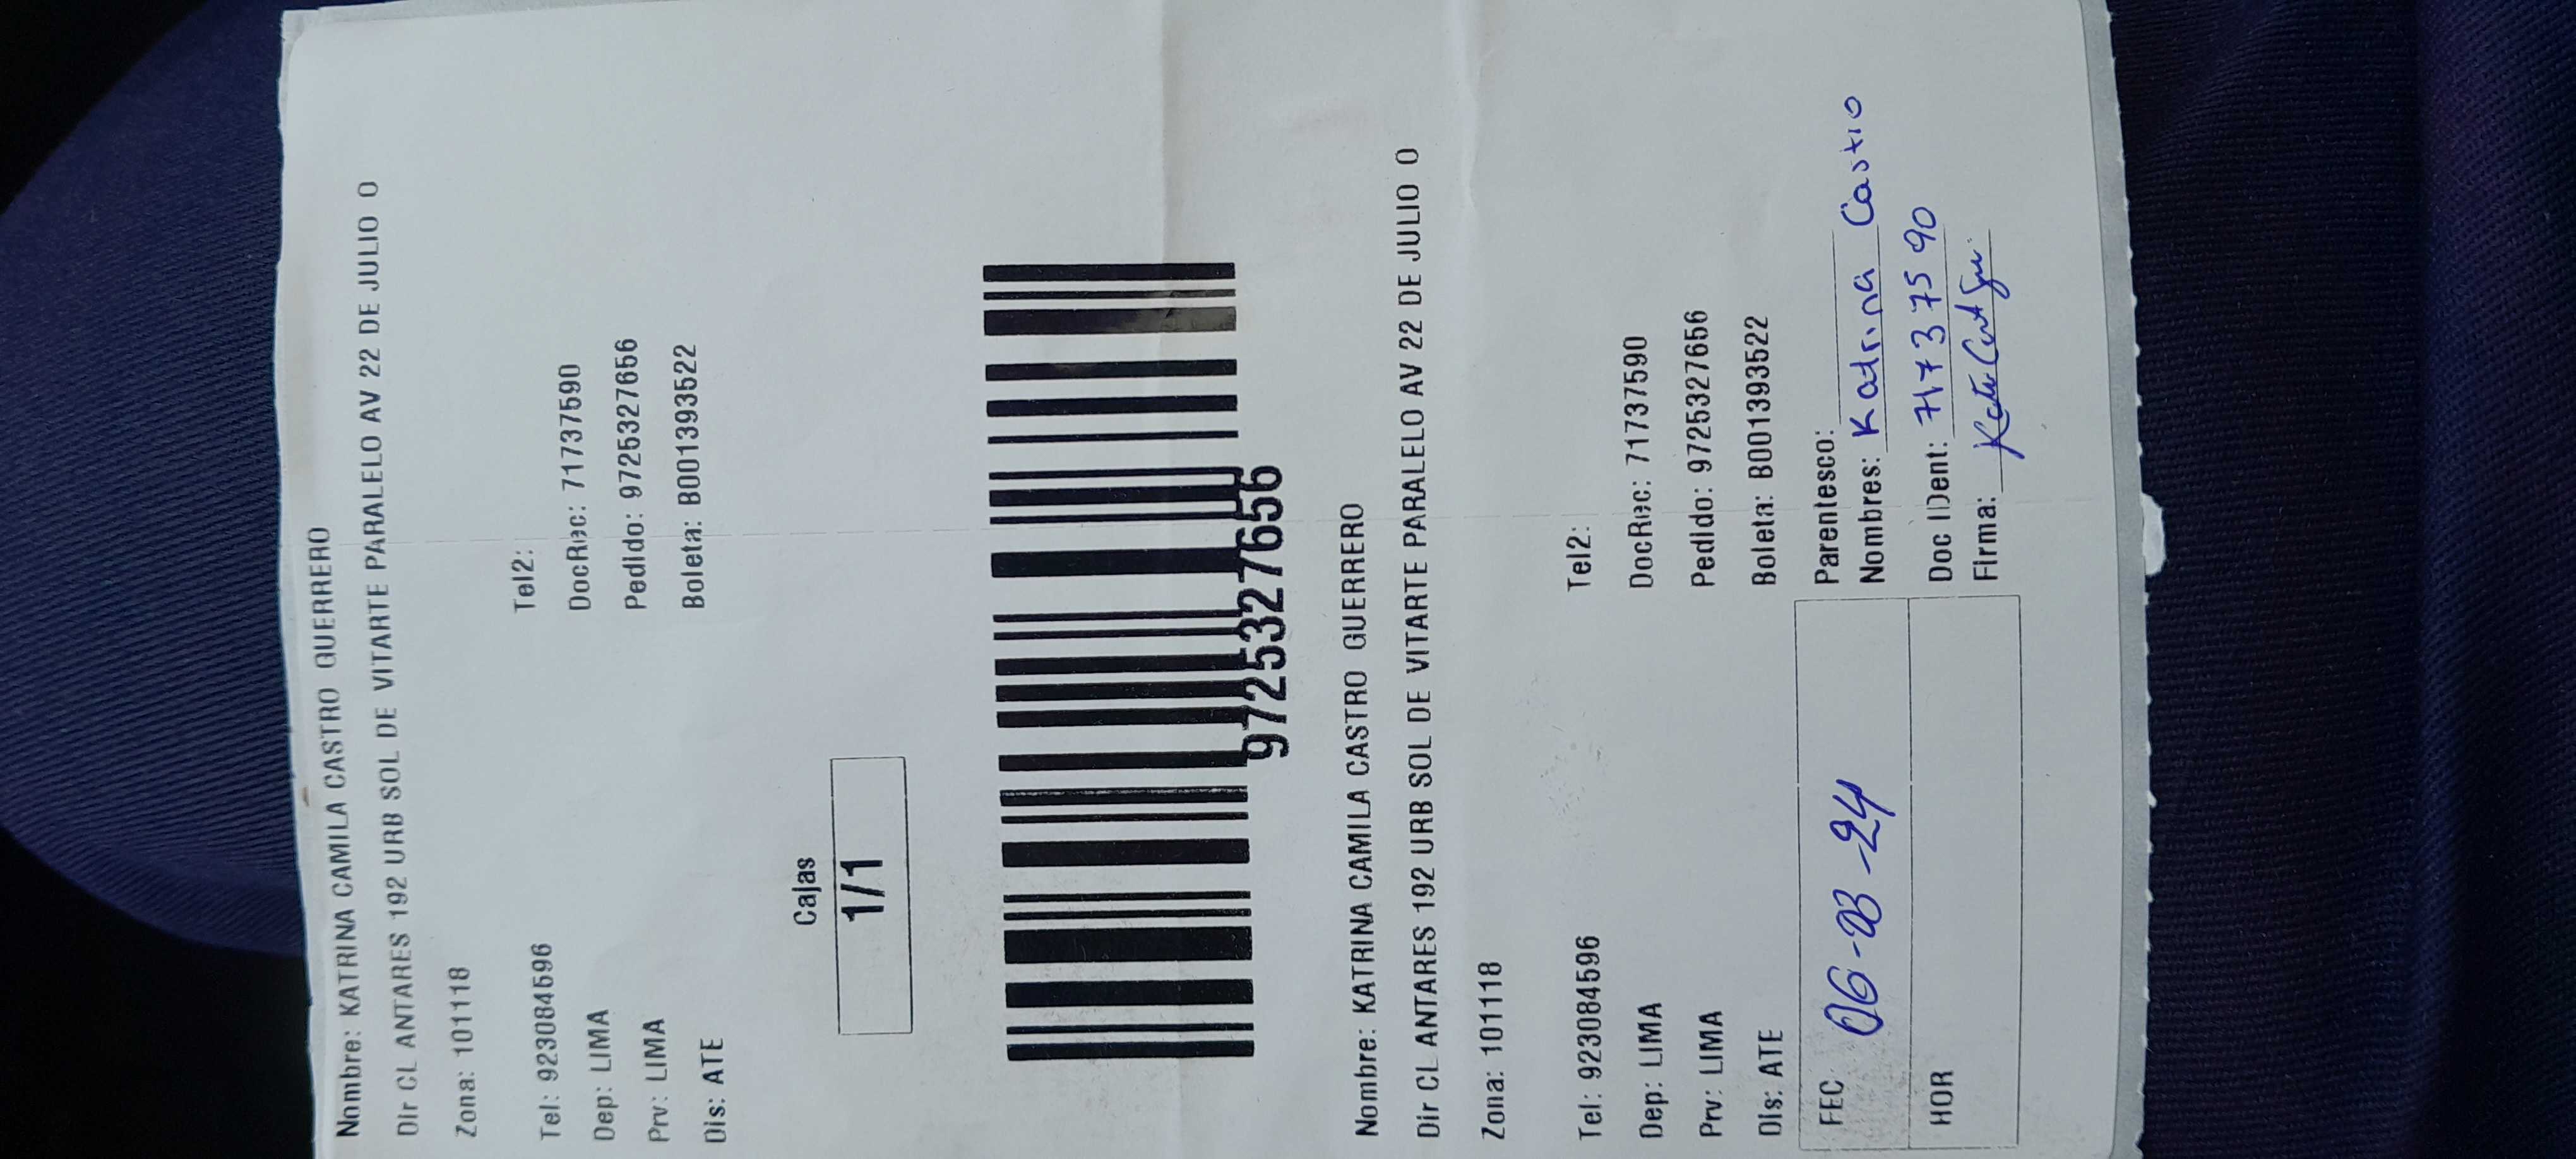 Nombre: KATRINA CAMILA CASTRO GUERRERO
Dir CL ANTARES 192 URB SOL DE VITARTE PARALELO AV 22 DE JULIO O
Zona: 101118
Tel: 923084596 Tel2:
Dep: LIMA DocRec: 71737590
Prv: LIMA Pedido: 9725327656
Dis: ATE Boleta: B001393522
Cajas
1/1
9725327656
Nombre: KATRINA CAMILA CASTRO GUERRERO
Dir CL ANTARES 192 URB SOL DE VITARTE PARALELO AV 22 DE JULIO O
Zona: 101118
Tel: 923084596 Tel2:
Dep: LIMA DocRec: 71737590
Prv: LIMA Pedido: 9725327656
Dis: ATE Boleta: B001393522
FEC 06-03-24 Parentesco:
Nombres: Katrina Castro
HOR Doc IDent: 71737590
Firma: